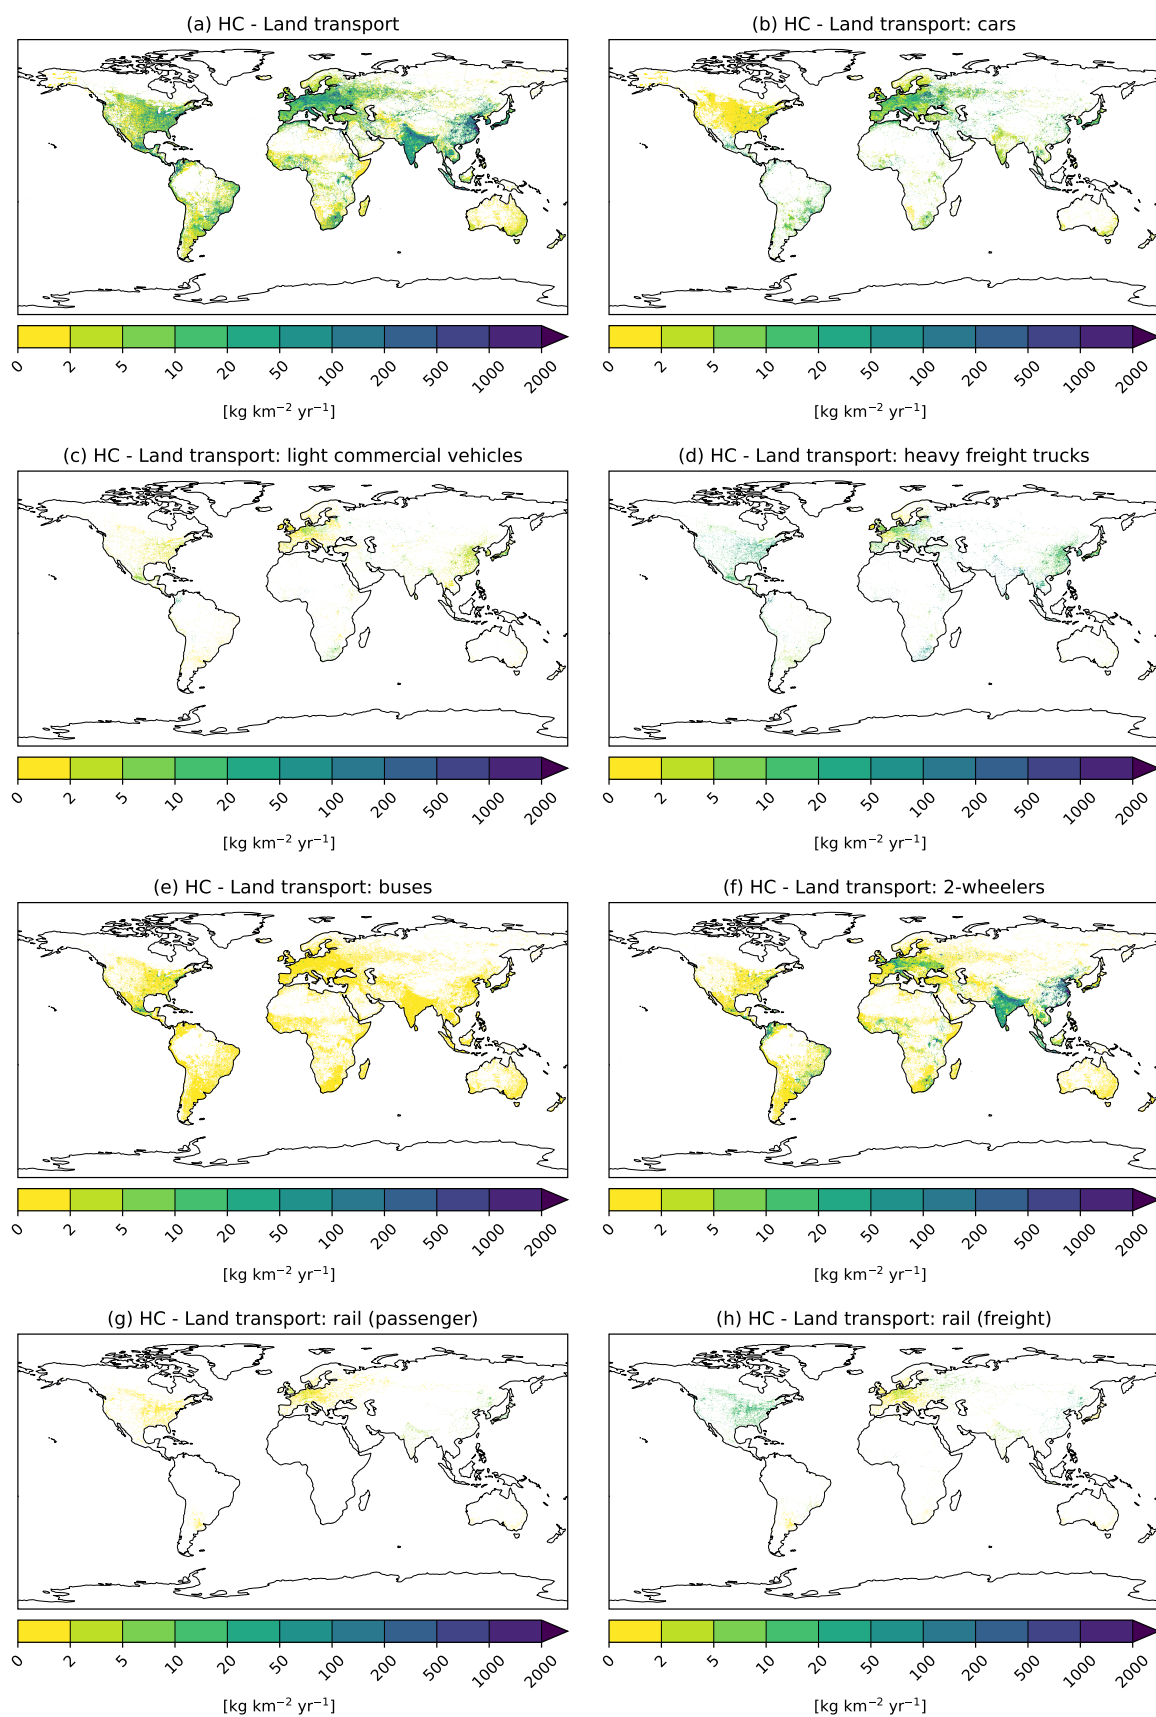 (a) HC - Land transport
(b) HC - Land transport: cars
0 2 5 10 20 50 100 200 500 1000 2000
0 2 5 10 20 50 100 200 500 1000 2000
[kg km⁻² yr⁻¹]
[kg km⁻² yr⁻¹]
(c) HC - Land transport: light commercial vehicles
(d) HC - Land transport: heavy freight trucks
0 2 5 10 20 50 100 200 500 1000 2000
0 2 5 10 20 50 100 200 500 1000 2000
[kg km⁻² yr⁻¹]
[kg km⁻² yr⁻¹]
(e) HC - Land transport: buses
(f) HC - Land transport: 2-wheelers
0 2 5 10 20 50 100 200 500 1000 2000
0 2 5 10 20 50 100 200 500 1000 2000
[kg km⁻² yr⁻¹]
[kg km⁻² yr⁻¹]
(g) HC - Land transport: rail (passenger)
(h) HC - Land transport: rail (freight)
0 2 5 10 20 50 100 200 500 1000 2000
0 2 5 10 20 50 100 200 500 1000 2000
[kg km⁻² yr⁻¹]
[kg km⁻² yr⁻¹]